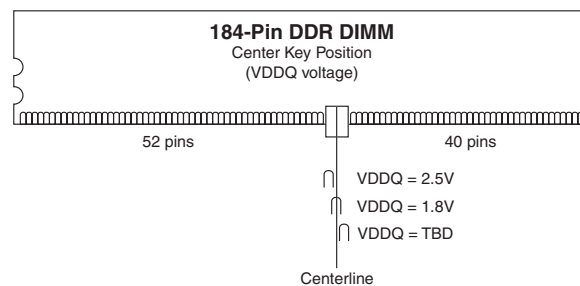 184-Pin DDR DIMM
Center Key Position
(VDDQ voltage)
52 pins
40 pins
VDDQ = 2.5V
VDDQ = 1.8V
VDDQ = TBD
Centerline